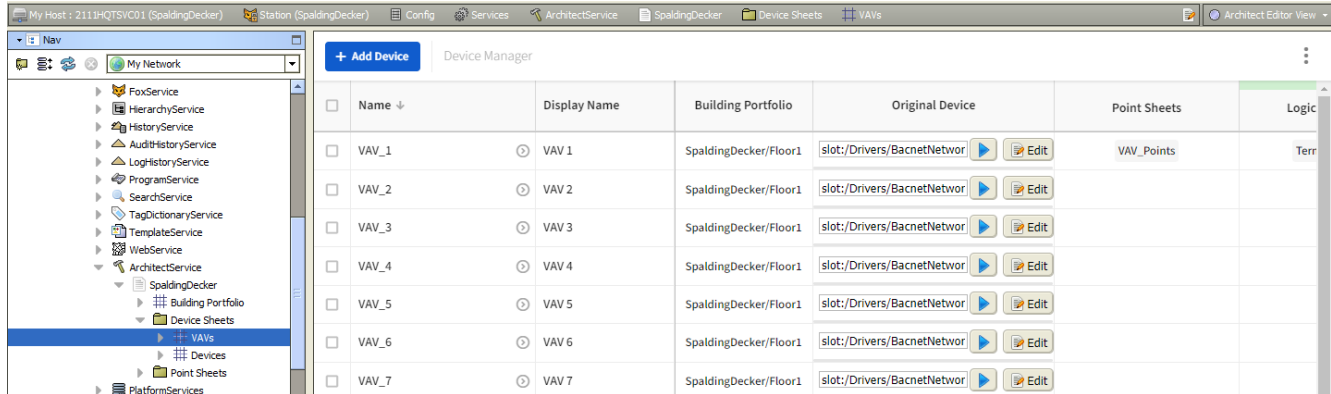 My Host : 2111HQTSVC01 (SpaldingDecker) Station (SpaldingDecker) Config Services ArchitectService SpaldingDecker Device Sheets VAVs Architect Editor View
Nav
My Network
FoxService
HierarchyService
HistoryService
AuditHistoryService
LogHistoryService
ProgramService
SearchService
TagDictionaryService
TemplateService
WebService
ArchitectService
SpaldingDecker
Building Portfolio
Device Sheets
VAVs
Devices
Point Sheets
PlatformServices
+ Add Device Device Manager
Name ↓ Display Name Building Portfolio Original Device Point Sheets Logic
VAV_1 VAV 1 SpaldingDecker/Floor1 slot:/Drivers/BacnetNetwor Edit VAV_Points Terr
VAV_2 VAV 2 SpaldingDecker/Floor1 slot:/Drivers/BacnetNetwor Edit
VAV_3 VAV 3 SpaldingDecker/Floor1 slot:/Drivers/BacnetNetwor Edit
VAV_4 VAV 4 SpaldingDecker/Floor1 slot:/Drivers/BacnetNetwor Edit
VAV_5 VAV 5 SpaldingDecker/Floor1 slot:/Drivers/BacnetNetwor Edit
VAV_6 VAV 6 SpaldingDecker/Floor1 slot:/Drivers/BacnetNetwor Edit
VAV_7 VAV 7 SpaldingDecker/Floor1 slot:/Drivers/BacnetNetwor Edit